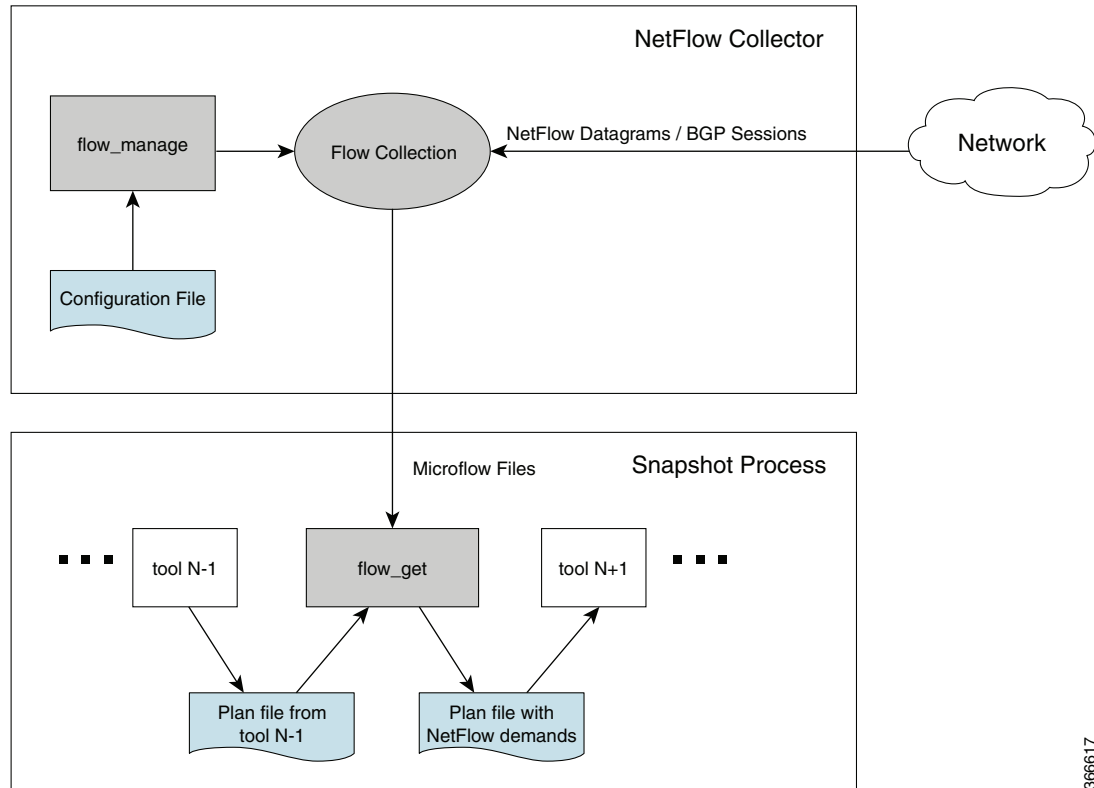 NetFlow Collector
flow_manage
Flow Collection
NetFlow Datagrams / BGP Sessions
Network
Configuration File
Snapshot Process
Microflow Files
tool N-1
flow_get
tool N+1
Plan file from
tool N-1
Plan file with
NetFlow demands
366617